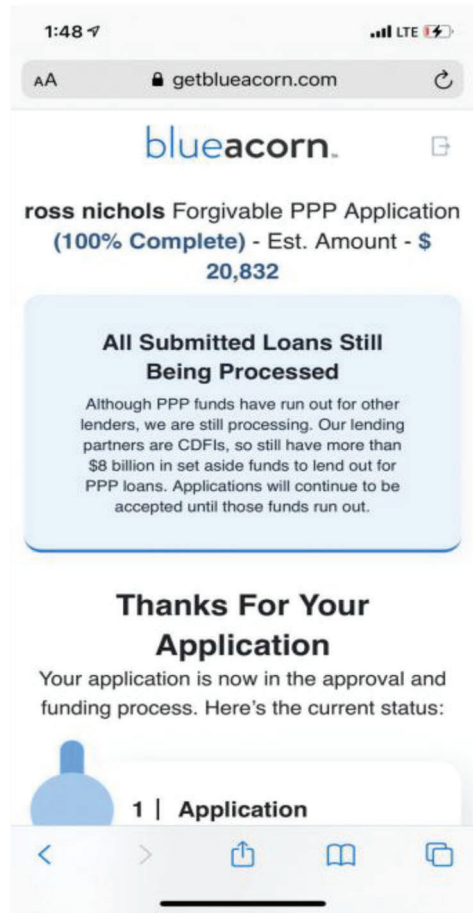 1:48 LTE
AA getblueacorn.com
blueacorn™
ross nichols Forgivable PPP Application
(100% Complete) - Est. Amount - $
20,832
All Submitted Loans Still
Being Processed
Although PPP funds have run out for other
lenders, we are still processing. Our lending
partners are CDFIs, so still have more than
$8 billion in set aside funds to lend out for
PPP loans. Applications will continue to be
accepted until those funds run out.
Thanks For Your
Application
Your application is now in the approval and
funding process. Here's the current status:
1 | Application